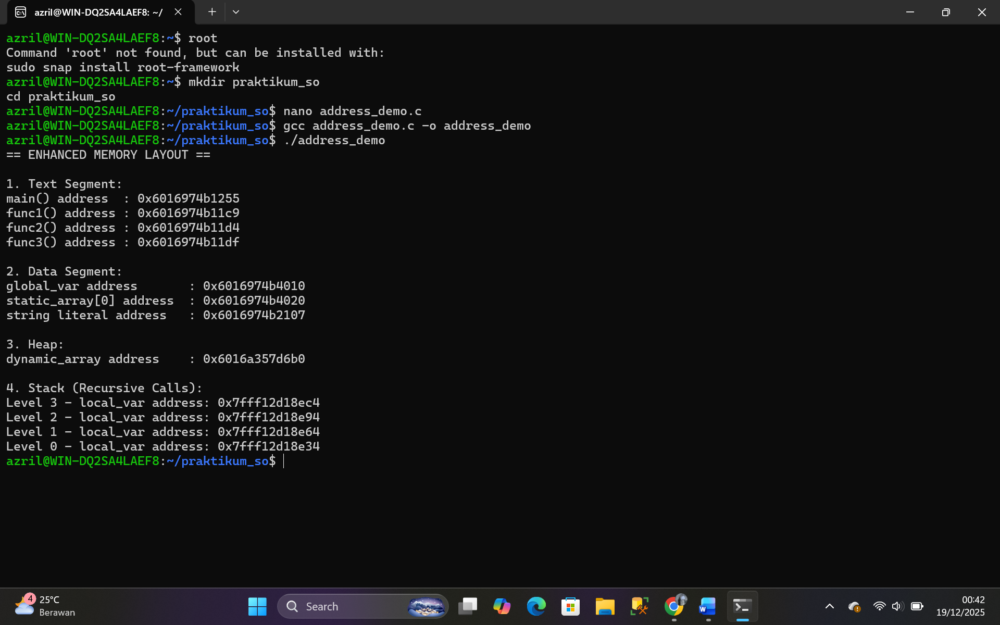 azril@WIN-DQ2SA4LAEF8: ~/
azril@WIN-DQ2SA4LAEF8:~$ root
Command 'root' not found, but can be installed with:
sudo snap install root-framework
azril@WIN-DQ2SA4LAEF8:~$ mkdir praktikum_so
cd praktikum_so
azril@WIN-DQ2SA4LAEF8:~/praktikum_so$ nano address_demo.c
azril@WIN-DQ2SA4LAEF8:~/praktikum_so$ gcc address_demo.c -o address_demo
azril@WIN-DQ2SA4LAEF8:~/praktikum_so$ ./address_demo
== ENHANCED MEMORY LAYOUT ==
1. Text Segment:
main() address  : 0x6016974b1255
func1() address : 0x6016974b11c9
func2() address : 0x6016974b11d4
func3() address : 0x6016974b11df
2. Data Segment:
global_var address       : 0x6016974b4010
static_array[0] address  : 0x6016974b4020
string literal address   : 0x6016974b2107
3. Heap:
dynamic_array address    : 0x6016a357d6b0
4. Stack (Recursive Calls):
Level 3 - local_var address: 0x7fff12d18ec4
Level 2 - local_var address: 0x7fff12d18e94
Level 1 - local_var address: 0x7fff12d18e64
Level 0 - local_var address: 0x7fff12d18e34
azril@WIN-DQ2SA4LAEF8:~/praktikum_so$
4
25°C
Berawan
Search
00:42
19/12/2025